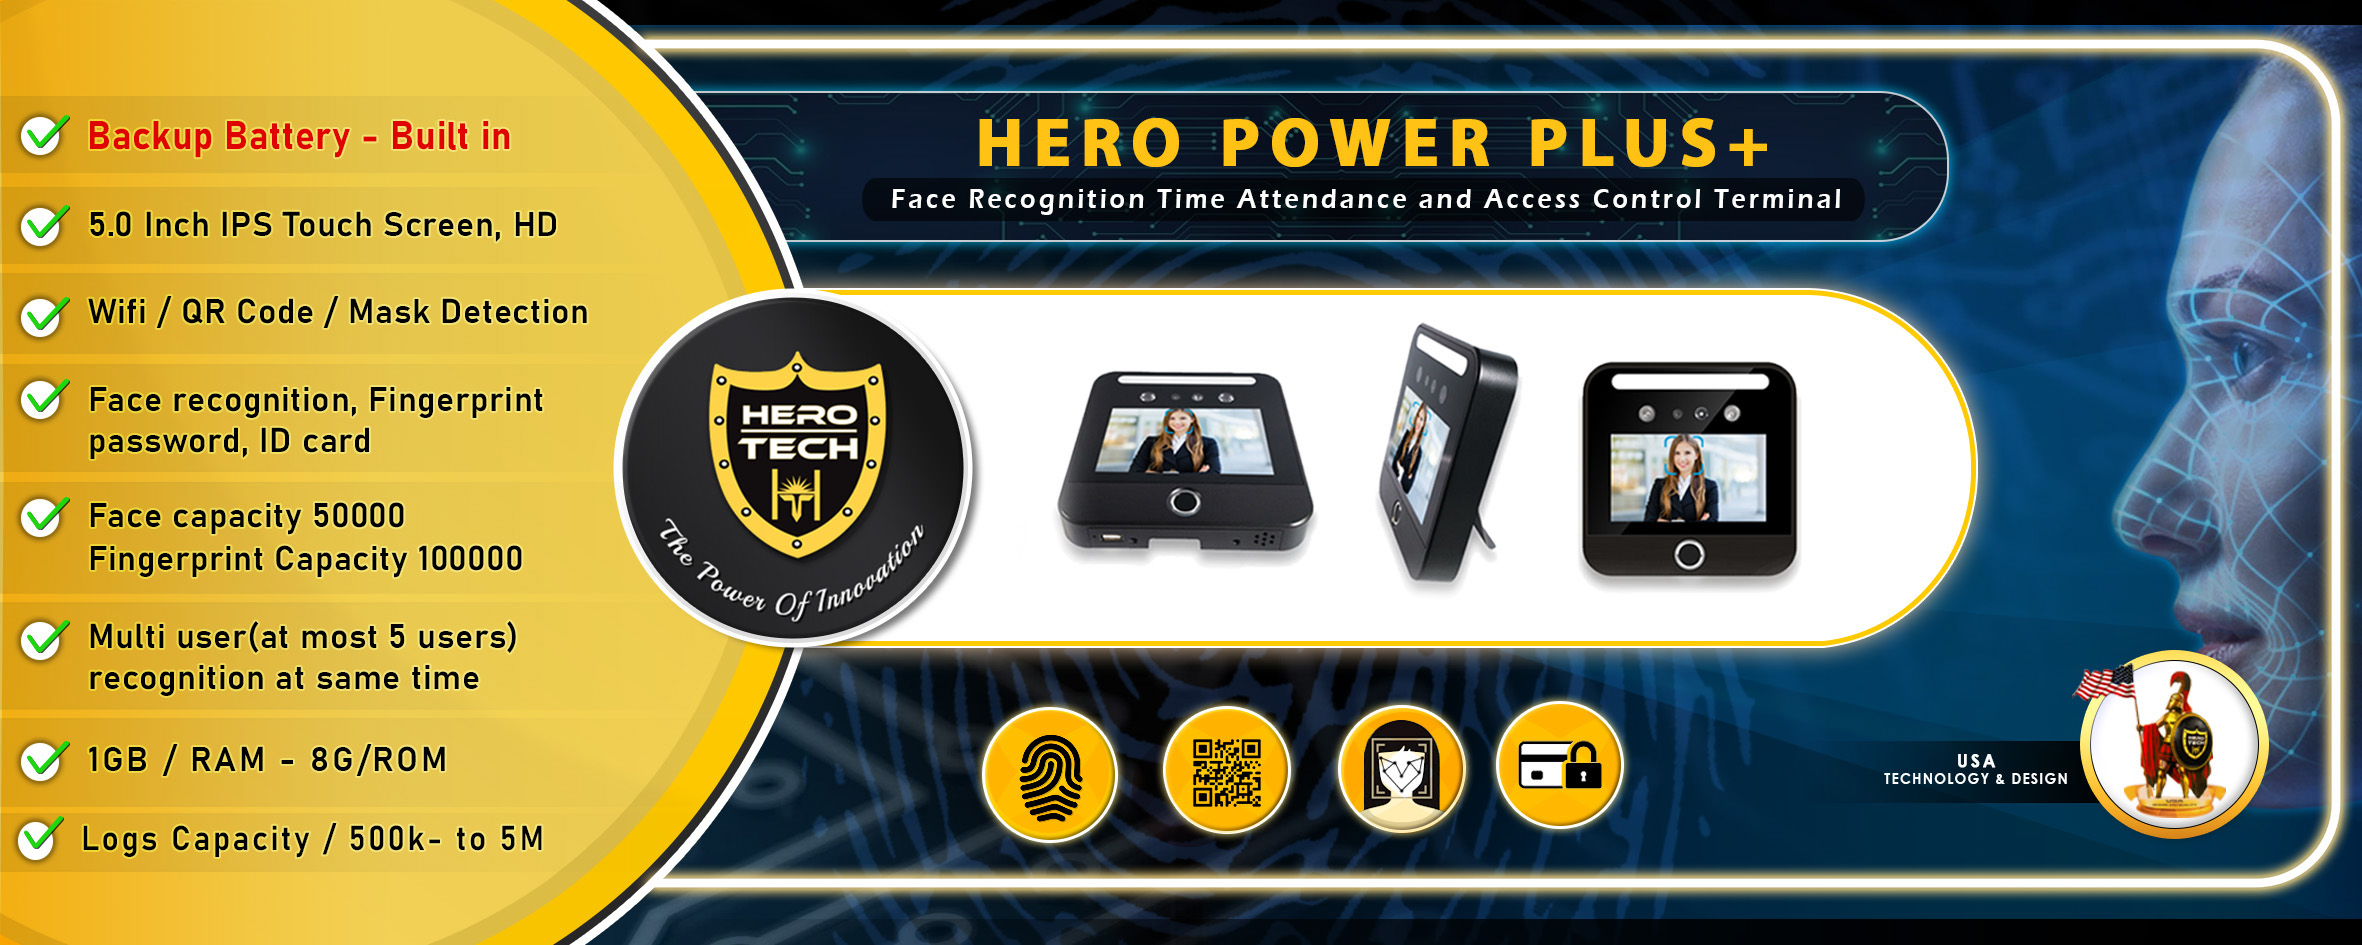 Backup Battery - Built in
5.0 Inch IPS Touch Screen, HD
Wifi / QR Code / Mask Detection
Face recognition, Fingerprint
password, ID card
Face capacity 50000
Fingerprint Capacity 100000
Multi user(at most 5 users)
recognition at same time
1GB / RAM - 8G/ROM
Logs Capacity / 500k- to 5M
HERO POWER PLUS+
Face Recognition Time Attendance and Access Control Terminal
HERO
TECH
The Power Of Innovation
USA
TECHNOLOGY & DESIGN